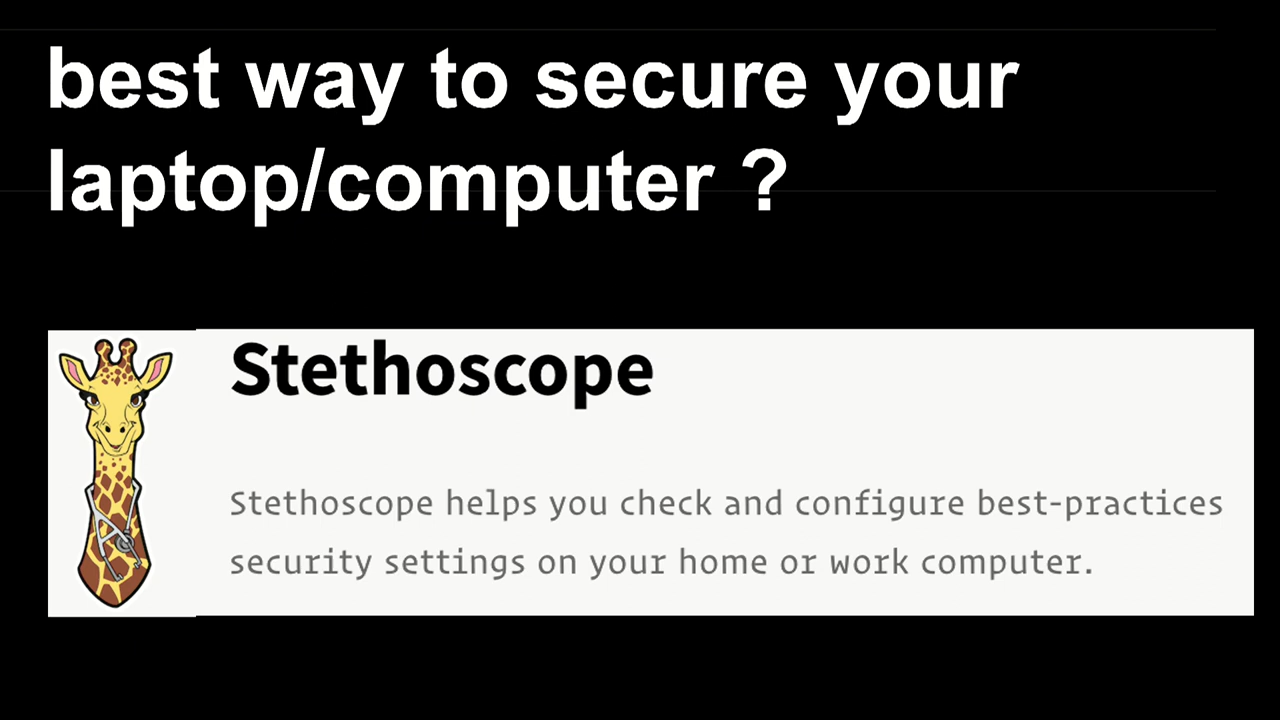 best way to secure your
laptop/computer ?
Stethoscope
Stethoscope helps you check and configure best-practices
security settings on your home or work computer.